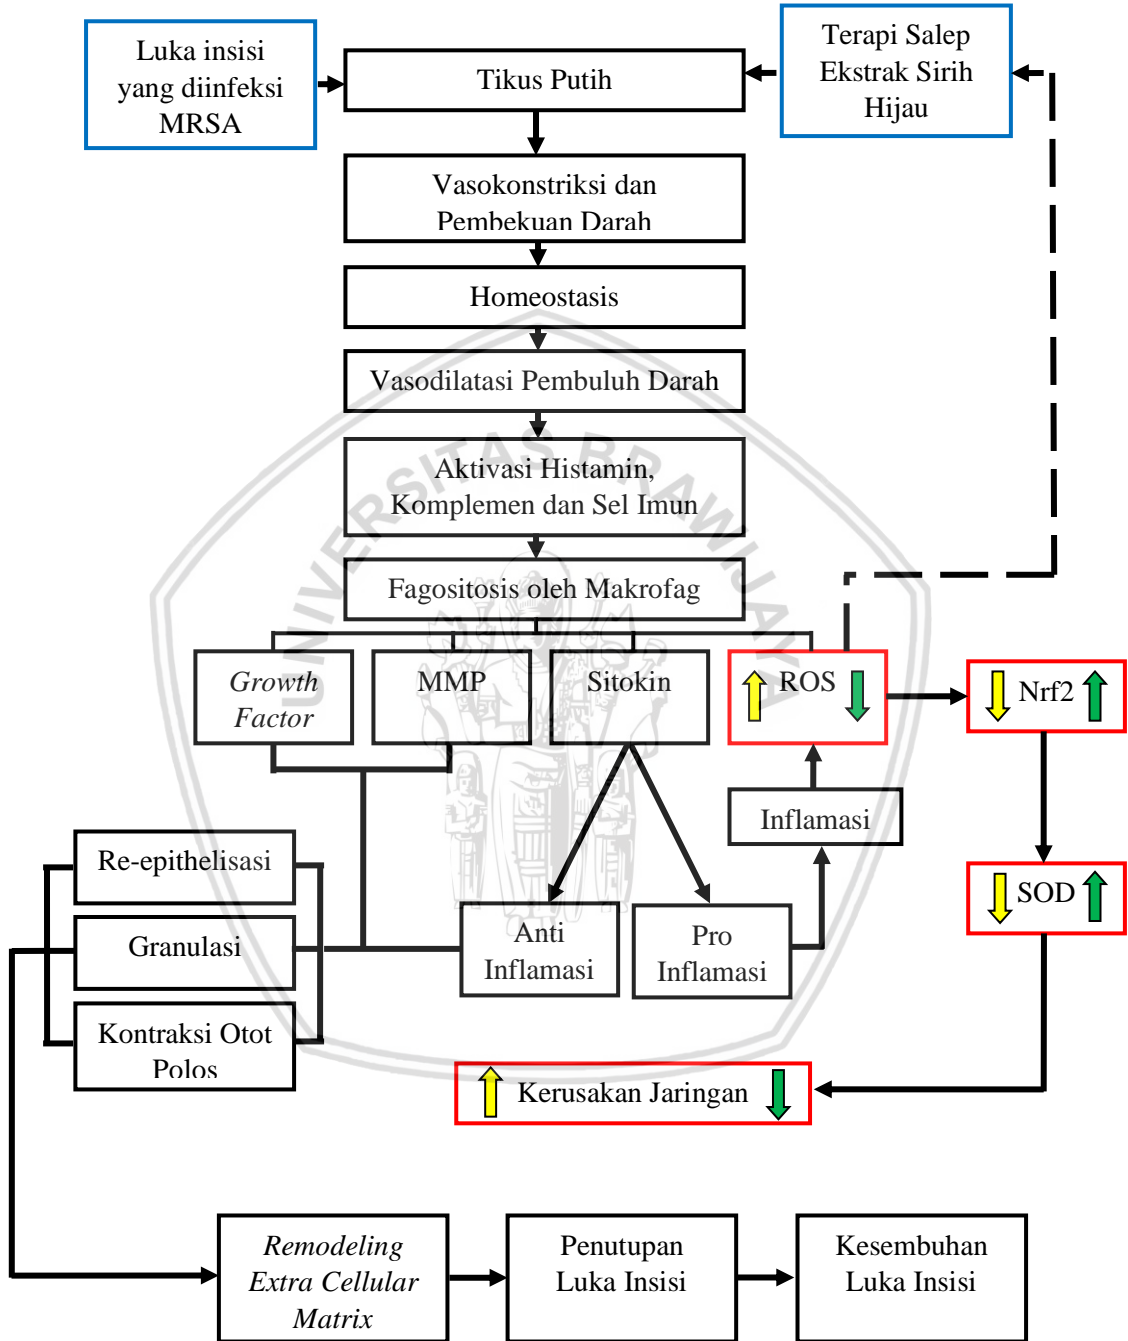 Luka insisi
yang diinfeksi
MRSA
Tikus Putih
Terapi Salep
Ekstrak Sirih
Hijau
Vasokonstriksi dan
Pembekuan Darah
Homeostasis
Vasodilatasi Pembuluh Darah
Aktivasi Histamin,
Komplemen dan Sel Imun
Fagositosis oleh Makrofag
Growth
Factor
MMP
Sitokin
ROS
Nrf2
Inflamasi
SOD
Re-epithelisasi
Granulasi
Kontraksi Otot
Polos
Anti
Inflamasi
Pro
Inflamasi
Kerusakan Jaringan
Remodeling
Extra Cellular
Matrix
Penutupan
Luka Insisi
Kesembuhan
Luka Insisi
UNIVERSITAS BRAWIJAYA